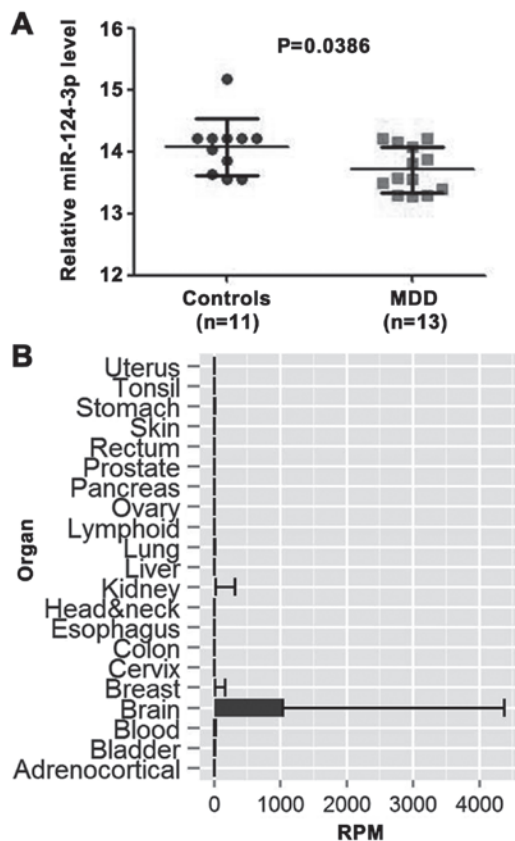 A
P=0.0386
Relative miR-124-3p level
16
15
14
13
12
Controls
(n=11)
MDD
(n=13)
B
Organ
Uterus
Tonsil
Stomach
Skin
Rectum
Prostate
Pancreas
Ovary
Lymphoid
Lung
Liver
Kidney
Head&neck
Esophagus
Colon
Cervix
Breast
Brain
Blood
Bladder
Adrenocortical
0 1000 2000 3000 4000
RPM